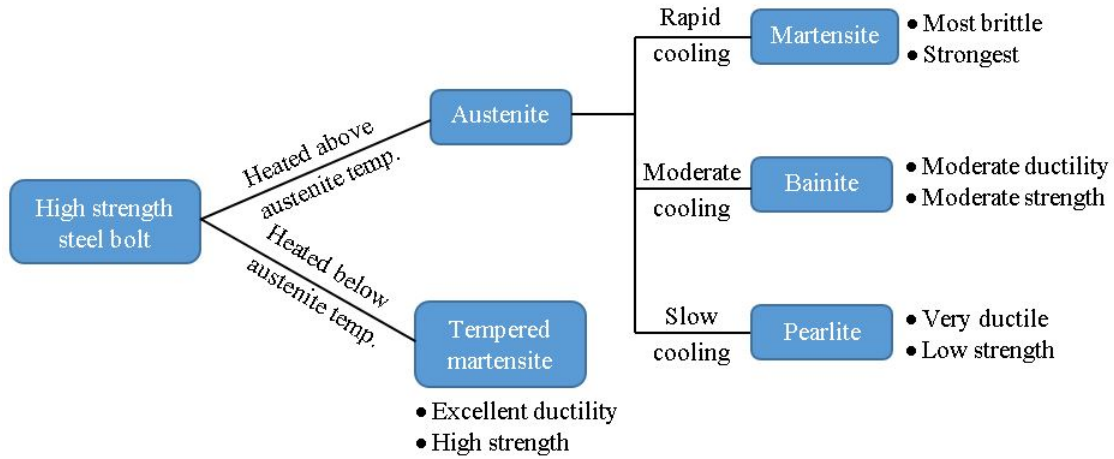 High strength
steel bolt
Heated above
austenite temp.
Heated below
austenite temp.
Austenite
Tempered
martensite
• Excellent ductility
• High strength
Rapid
cooling
Martensite
• Most brittle
• Strongest
Moderate
cooling
Bainite
• Moderate ductility
• Moderate strength
Slow
cooling
Pearlite
• Very ductile
• Low strength